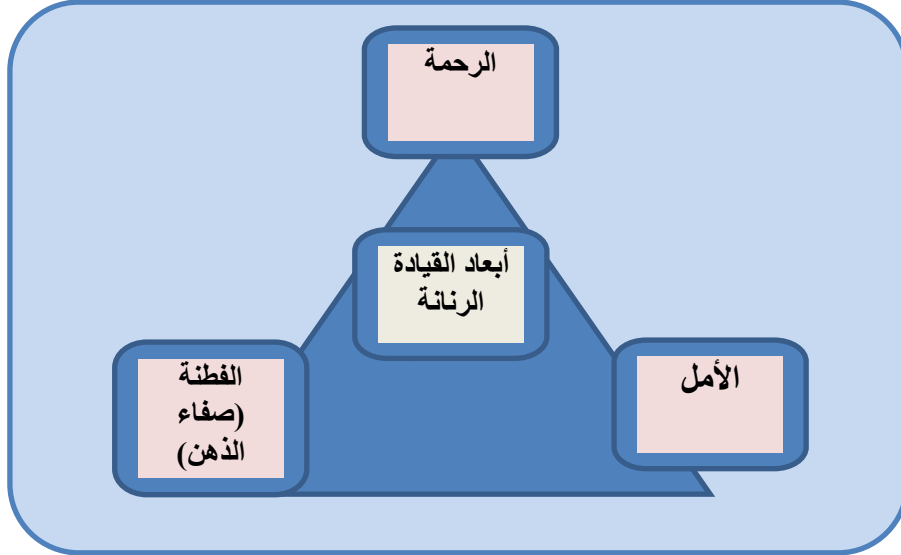 الرحمة
أبعاد القيادة
الرنانة
الأمل
الفطنة
(صفاء
الذهن)